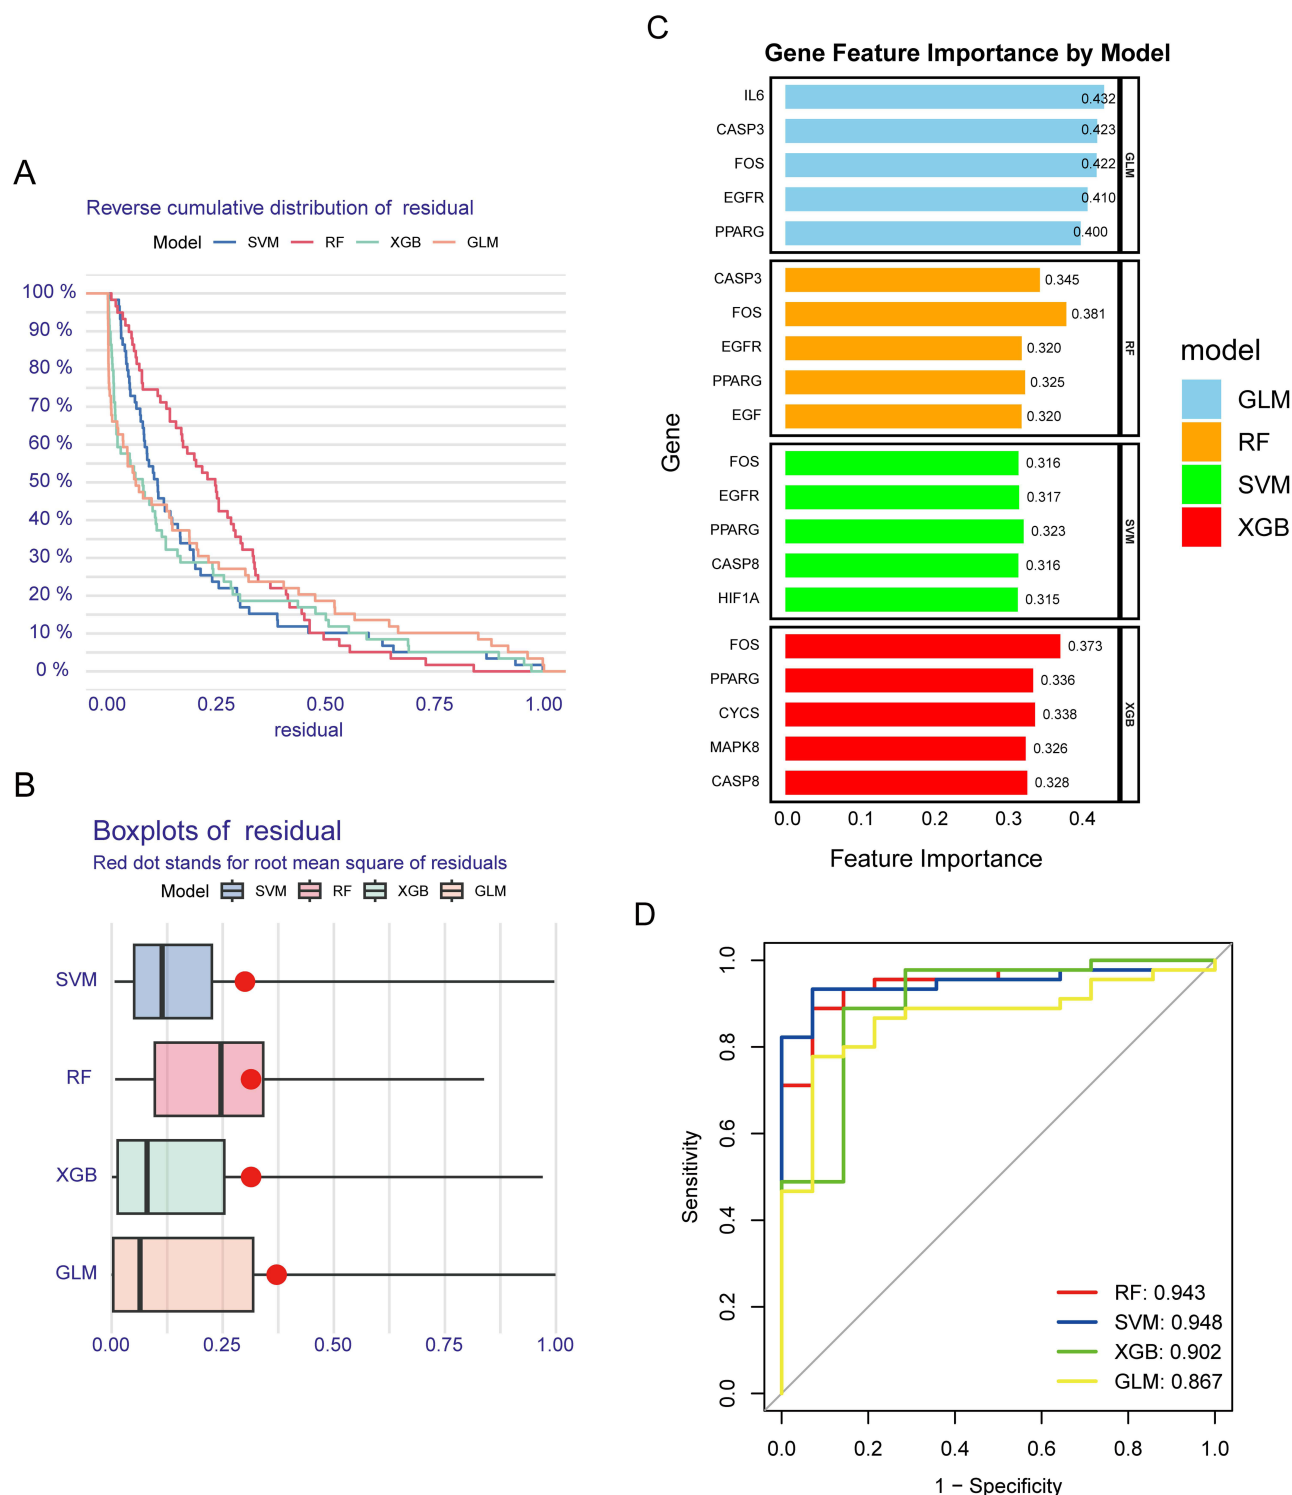 A
Reverse cumulative distribution of residual
Model SVM RF XGB GLM
100 %
90 %
80 %
70 %
60 %
50 %
40 %
30 %
20 %
10 %
0 %
0.00 0.25 0.50 0.75 1.00
residual
B
Boxplots of residual
Red dot stands for root mean square of residuals
Model SVM RF XGB GLM
SVM
RF
XGB
GLM
0.00 0.25 0.50 0.75 1.00
C
Gene Feature Importance by Model
Gene
IL6 0.432
CASP3 0.423
FOS 0.422
EGFR 0.410
PPARG 0.400
GLM
CASP3 0.345
FOS 0.381
EGFR 0.320
PPARG 0.325
EGF 0.320
RF
FOS 0.316
EGFR 0.317
PPARG 0.323
CASP8 0.316
HIF1A 0.315
SVM
FOS 0.373
PPARG 0.336
CYCS 0.338
MAPK8 0.326
CASP8 0.328
XGB
0.0 0.1 0.2 0.3 0.4
Feature Importance
model
GLM
RF
SVM
XGB
D
Sensitivity
1.0
0.8
0.6
0.4
0.2
0.0
RF: 0.943
SVM: 0.948
XGB: 0.902
GLM: 0.867
0.0 0.2 0.4 0.6 0.8 1.0
1 − Specificity